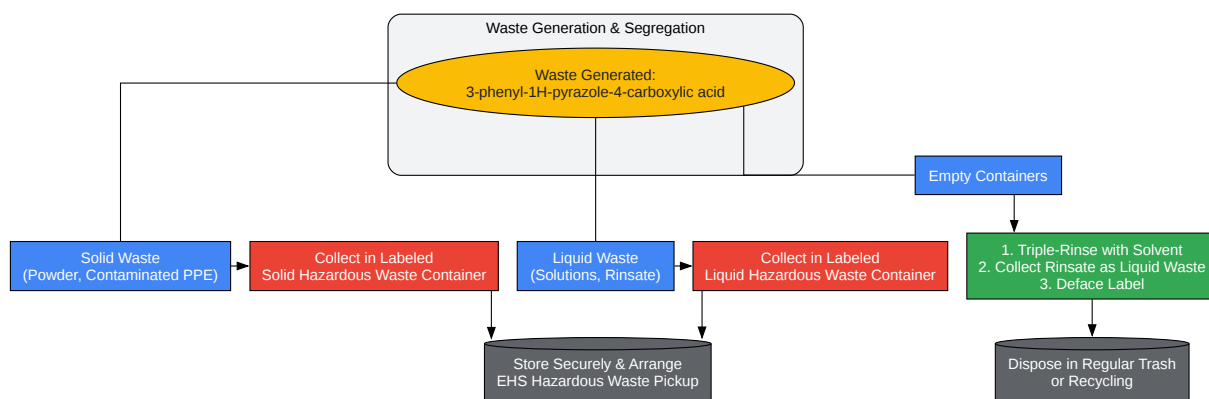 Waste Generation & Segregation
Waste Generated:
3-phenyl-1H-pyrazole-4-carboxylic acid
Empty Containers
Solid Waste
(Powder, Contaminated PPE)
Collect in Labeled
Solid Hazardous Waste Container
Liquid Waste
(Solutions, Rinsate)
Collect in Labeled
Liquid Hazardous Waste Container
1. Triple-Rinse with Solvent
2. Collect Rinsate as Liquid Waste
3. Deface Label
Store Securely & Arrange
EHS Hazardous Waste Pickup
Dispose in Regular Trash
or Recycling